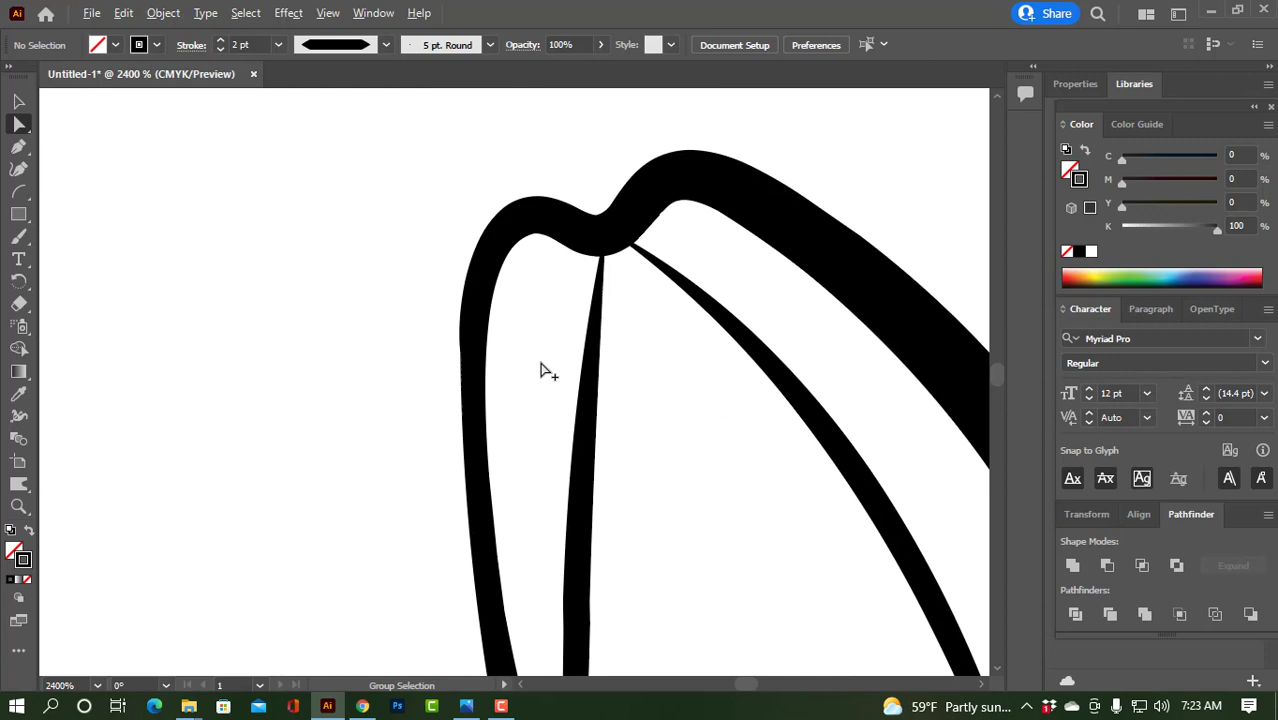 Ai File Edit Object Type Select Effect View Window Help Share
No Selection Stroke: 2 pt 5 pt. Round Opacity: 100% Style: Document Setup Preferences
Untitled-1* @ 2400 % (CMYK/Preview) ×
Properties Libraries
Color Color Guide
C 0 %
M 0 %
Y 0 %
K 100 %
Character Paragraph OpenType
Myriad Pro
Regular
12 pt (14.4 pt)
Auto 0
Snap to Glyph
Transform Align Pathfinder
Shape Modes:
Expand
Pathfinders:
2400% 0° 1 Group Selection
Ai Ps C C 59°F Partly sun... 7:23 AM